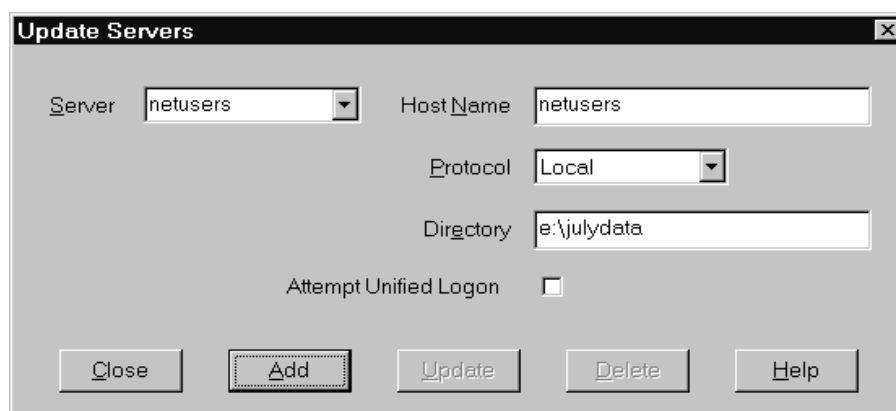 Update Servers
Server netusers Host Name netusers
Protocol Local
Directory e:\julydata
Attempt Unified Logon
Close Add Update Delete Help